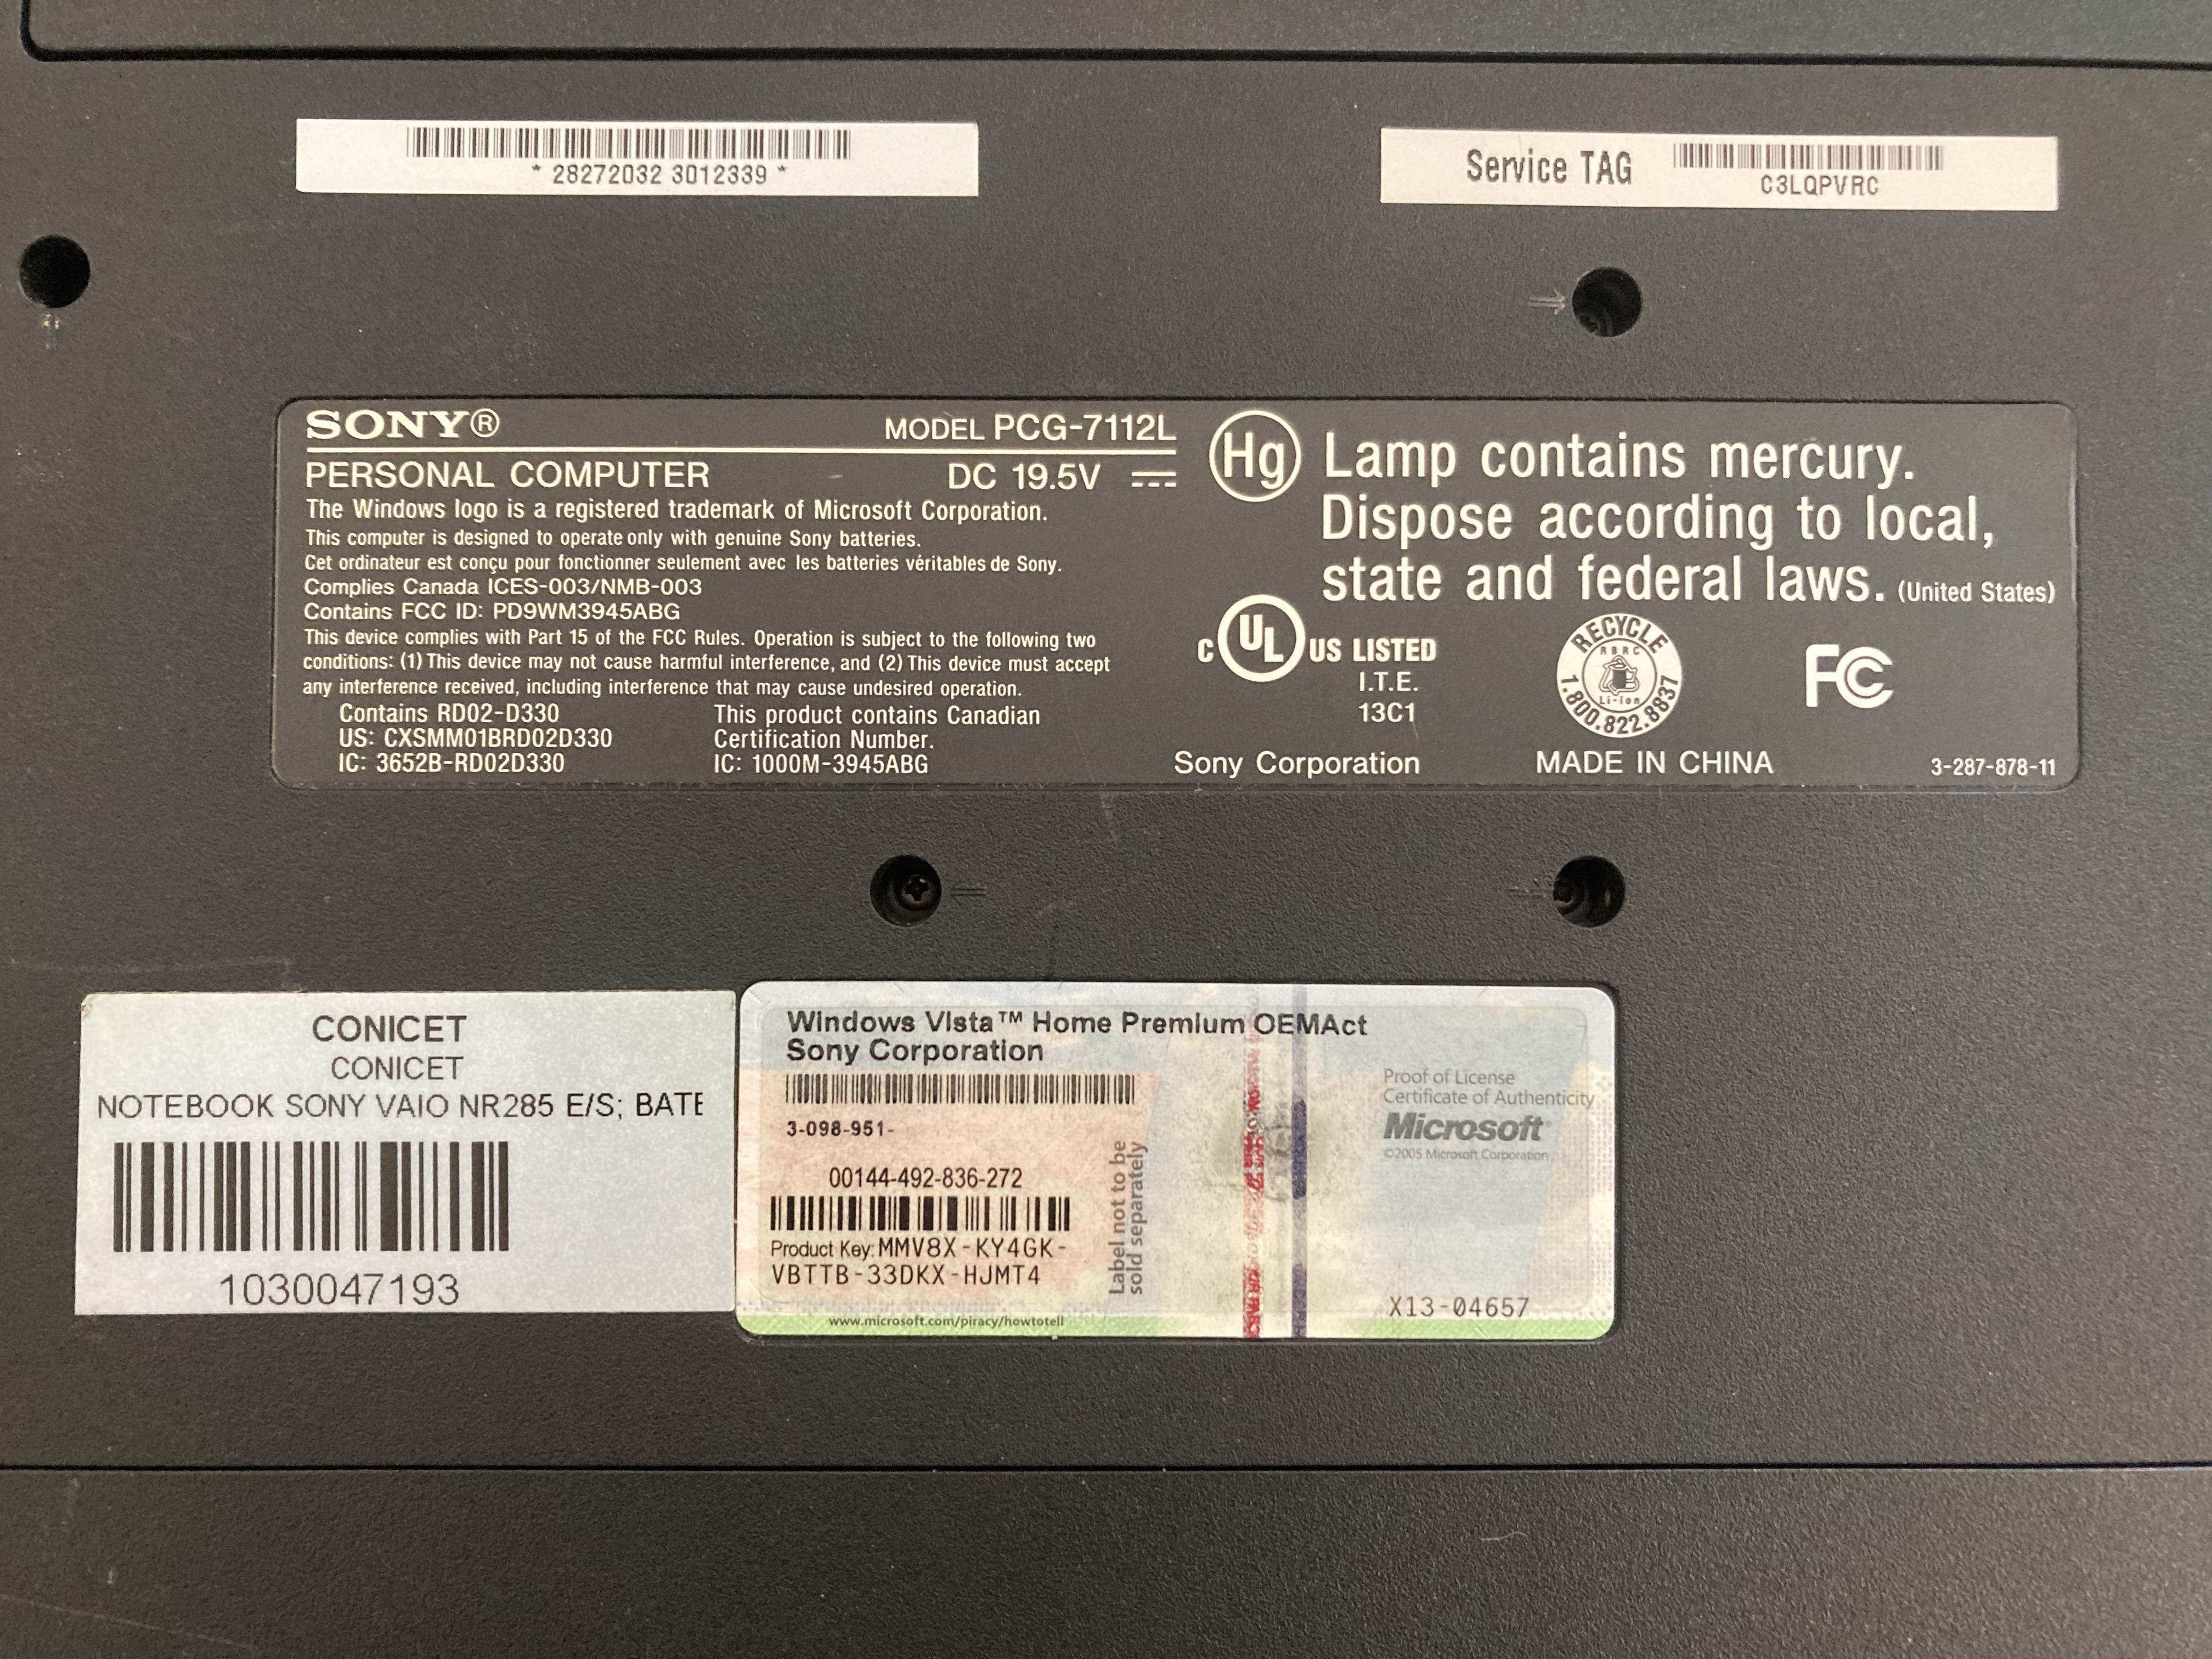 * 28272032 3012339 *
Service TAG
C3LQPVRC
SONY®
MODEL PCG-7112L
PERSONAL COMPUTER
DC 19.5V
The Windows logo is a registered trademark of Microsoft Corporation.
This computer is designed to operate only with genuine Sony batteries.
Cet ordinateur est conçu pour fonctionner seulement avec les batteries véritables de Sony.
Complies Canada ICES-003/NMB-003
Contains FCC ID: PD9WM3945ABG
This device complies with Part 15 of the FCC Rules. Operation is subject to the following two
conditions: (1) This device may not cause harmful interference, and (2) This device must accept
any interference received, including interference that may cause undesired operation.
Contains RD02-D330
US: CXSMM01BRD02D330
IC: 3652B-RD02D330
This product contains Canadian
Certification Number.
IC: 1000M-3945ABG
Hg
Lamp contains mercury.
Dispose according to local,
state and federal laws. (United States)
C UL US LISTED
I.T.E.
13C1
RECYCLE
RBRC
Li-Ion
1.800.822.8837
FC
Sony Corporation
MADE IN CHINA
3-287-878-11
CONICET
CONICET
NOTEBOOK SONY VAIO NR285 E/S; BATE
1030047193
Windows Vista™ Home Premium OEMAct
Sony Corporation
3-098-951-
00144-492-836-272
Product Key: MMV8X-KY4GK-
VBTTB-33DKX-HJMT4
www.microsoft.com/piracy/howtotell
Label not to be
sold separately
Proof of License
Certificate of Authenticity
Microsoft
©2005 Microsoft Corporation
X13-04657